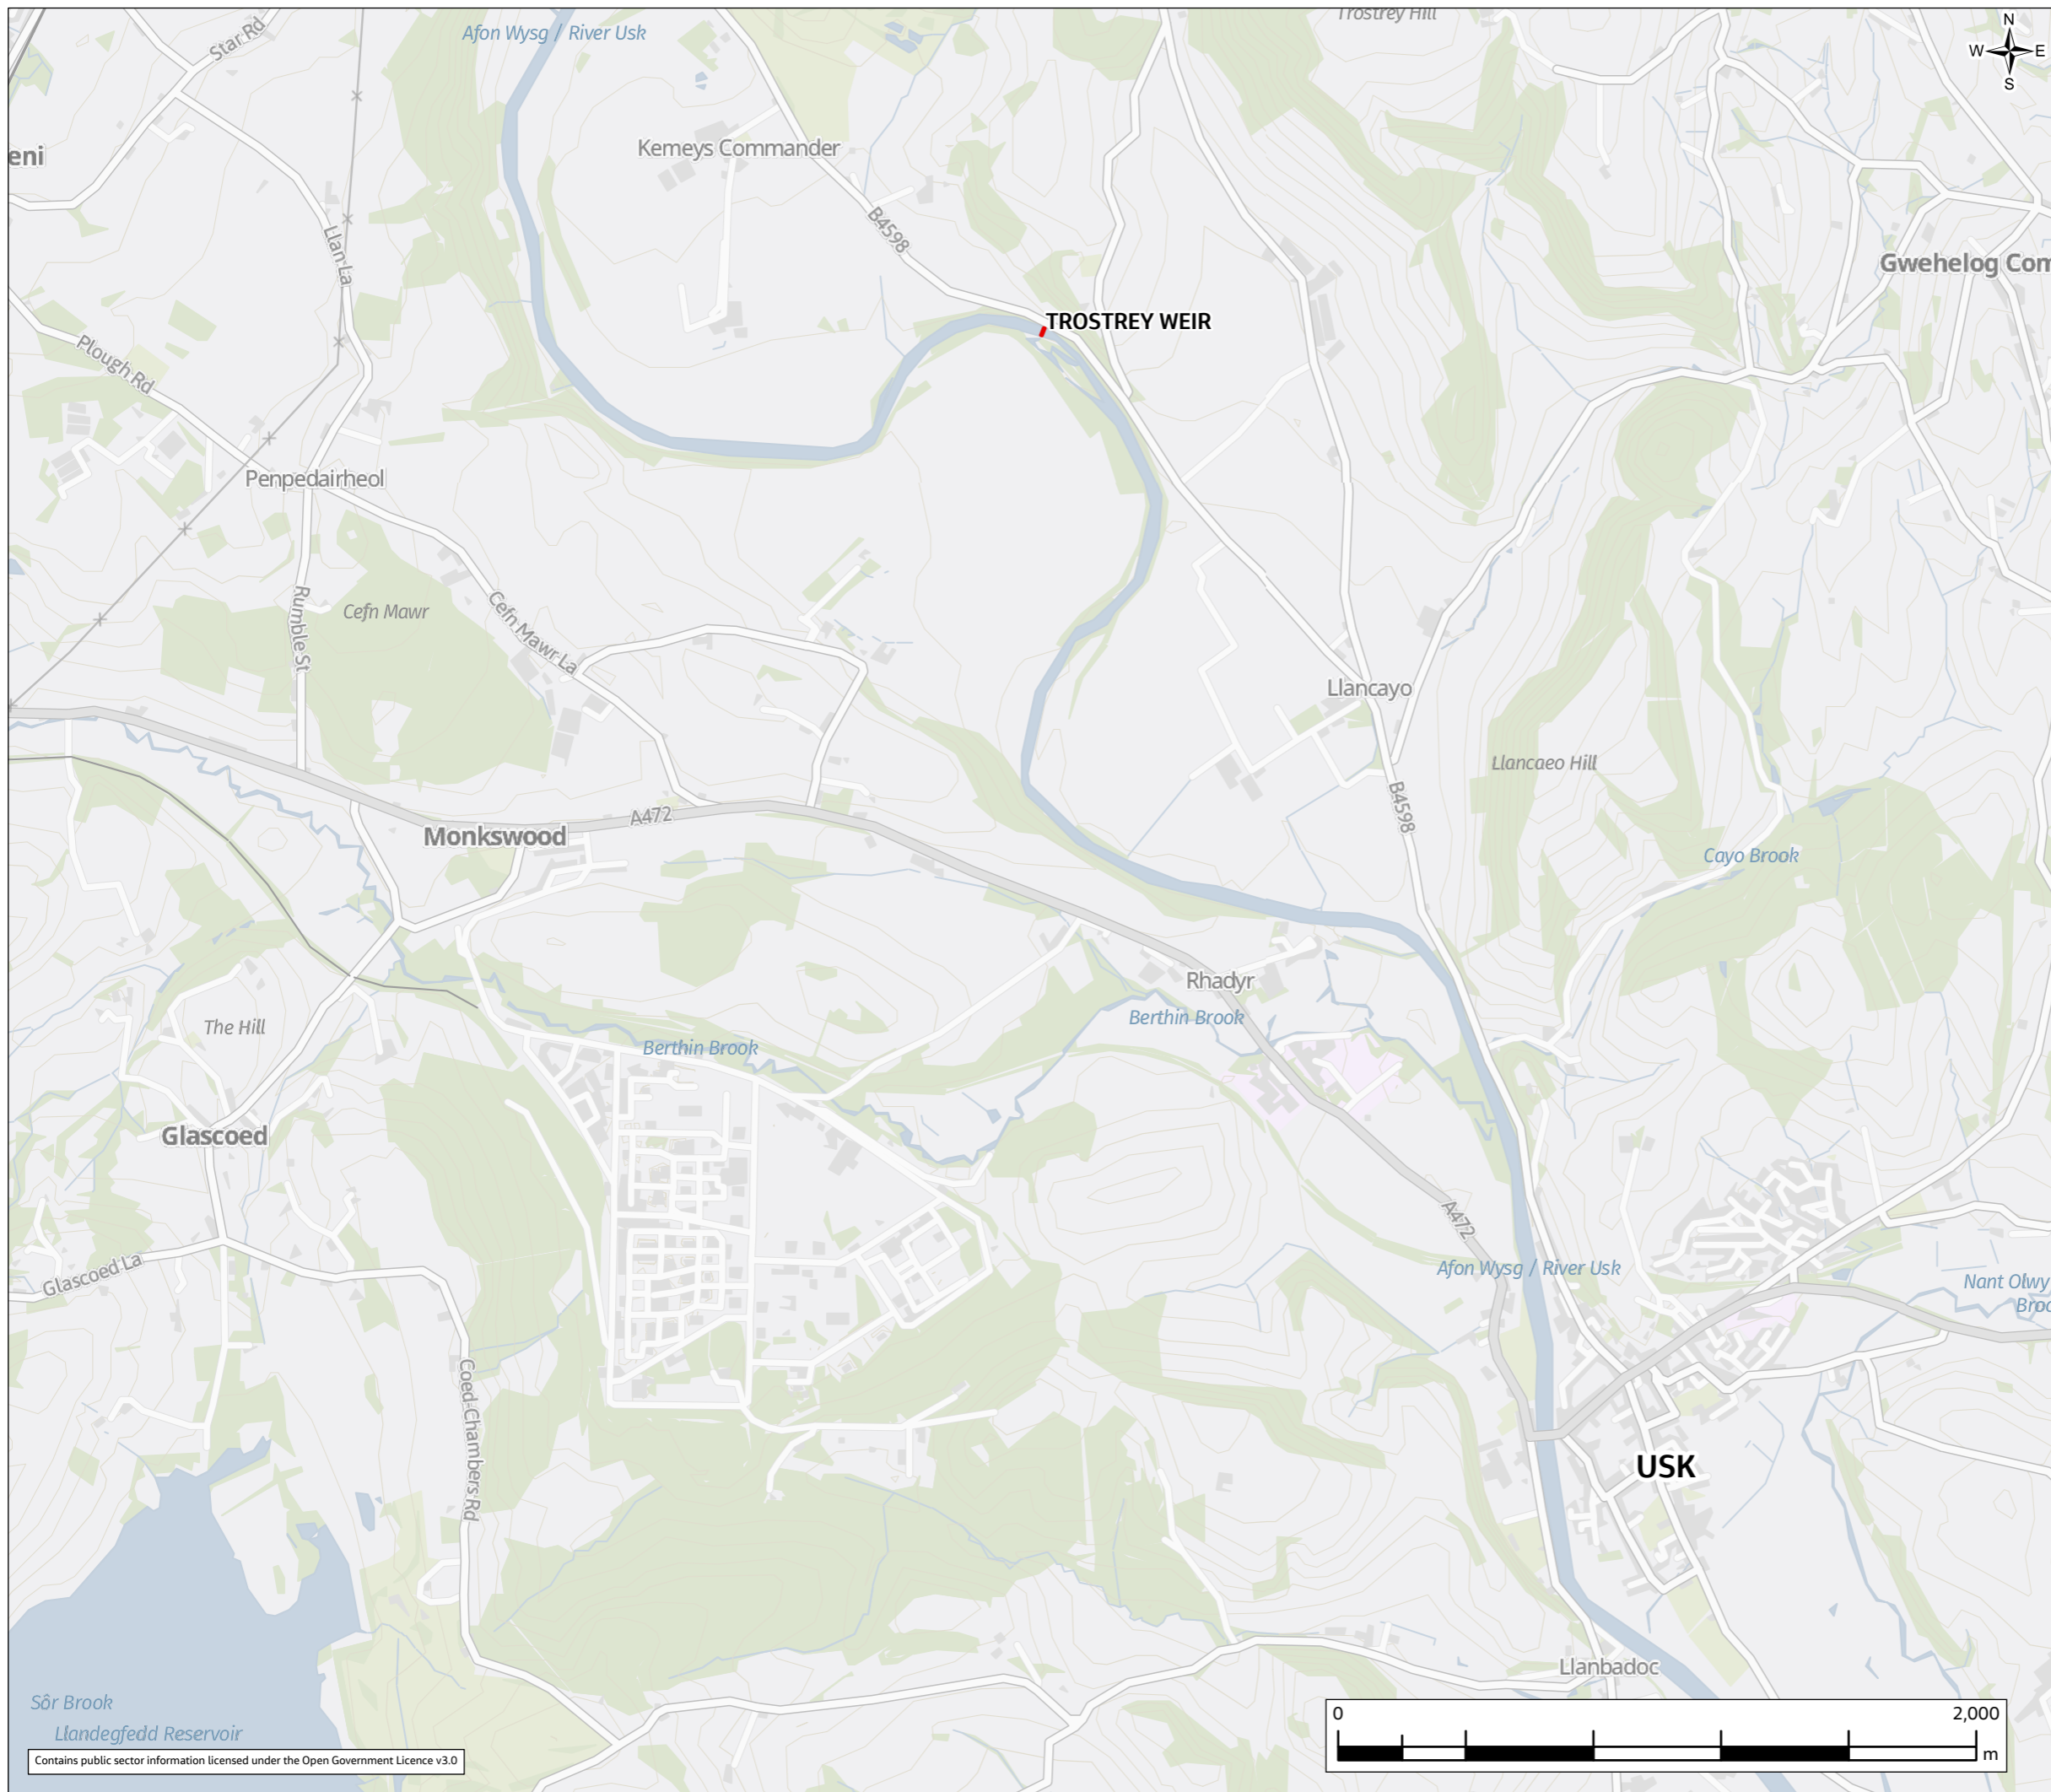 Afon Wysg / River Usk
Trostrey Hill
N
W E
S
Star Rd
eni
Kemeys Commander
B4598
Llan La
Gwehelog Com
TROSTREY WEIR
Plough Rd
Penpedairheol
Rumble St
Cefn Mawr
Cefn Mawr La
Llancayo
Llancaeo Hill
B4598
A472
Monkswood
Cayo Brook
Rhadyr
Berthin Brook
The Hill
Berthin Brook
Glascoed
A472
Glascoed La
Afon Wysg / River Usk
Nant Olwy
Broo
Coed-Chambers Rd
USK
Llanbadoc
Sôr Brook
Llandegfedd Reservoir
Contains public sector information licensed under the Open Government Licence v3.0
0 2,000
m